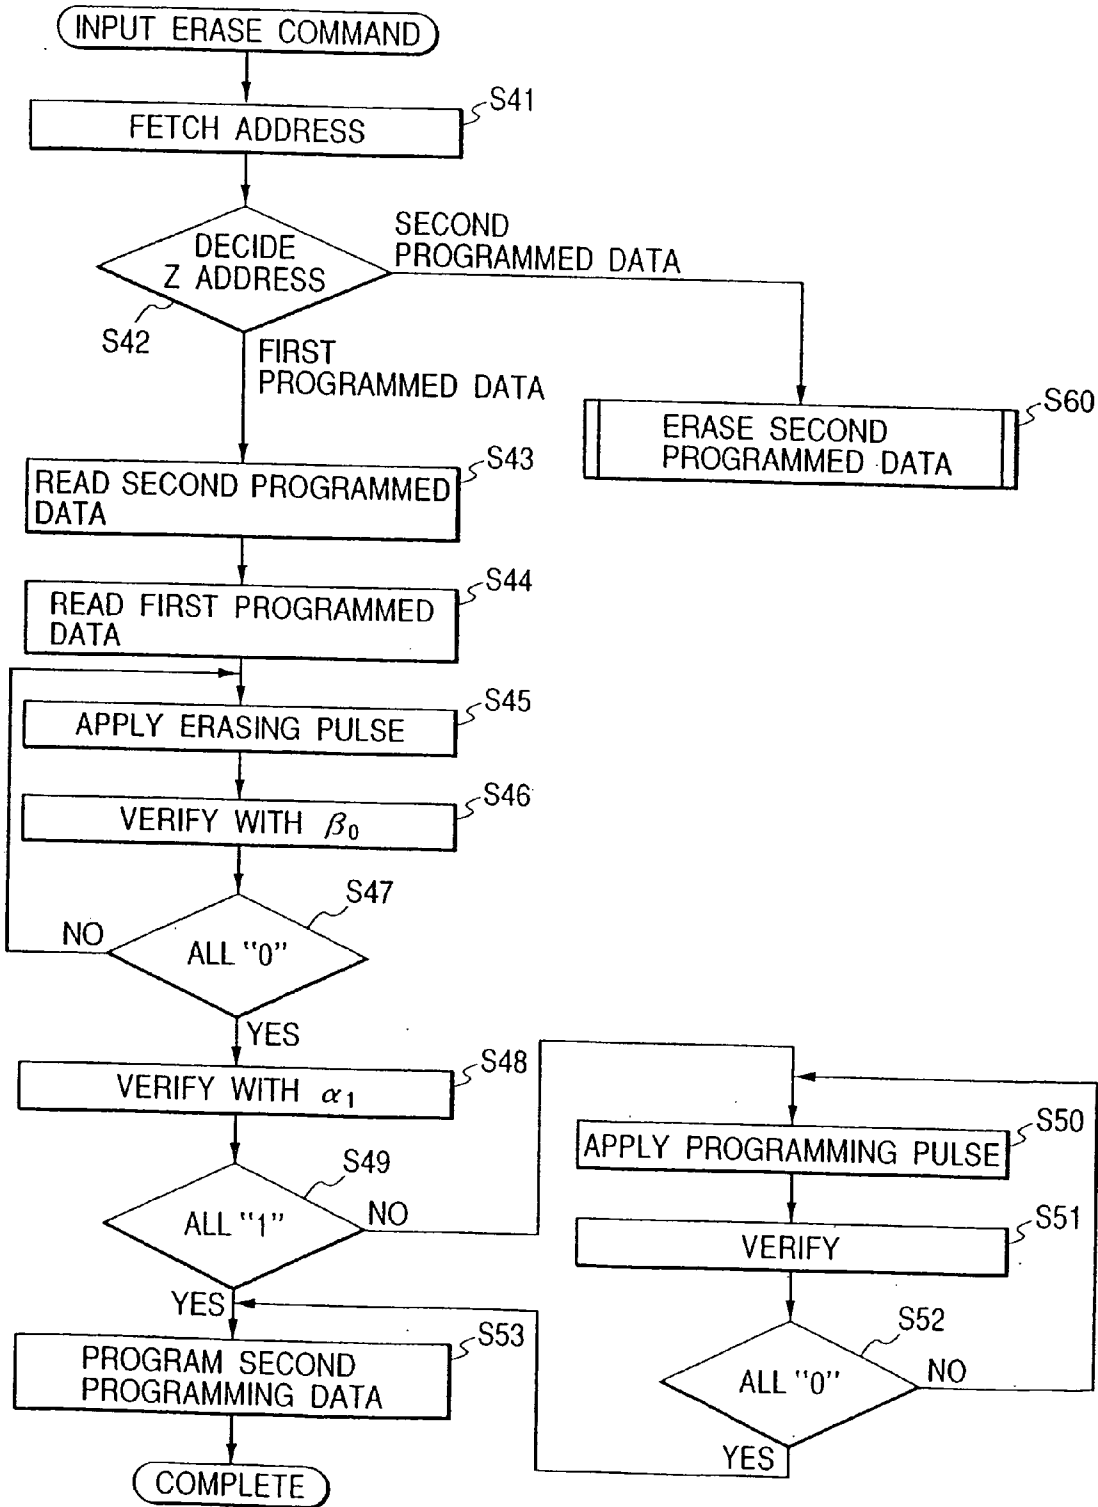 INPUT ERASE COMMAND
S41
FETCH ADDRESS
SECOND
PROGRAMMED DATA
DECIDE
Z ADDRESS
S42
FIRST
PROGRAMMED DATA
S60
ERASE SECOND
PROGRAMMED DATA
S43
READ SECOND PROGRAMMED
DATA
S44
READ FIRST PROGRAMMED
DATA
S45
APPLY ERASING PULSE
S46
VERIFY WITH β0
S47
NO
ALL "0"
YES
S48
VERIFY WITH α1
S49
ALL "1"
NO
S50
APPLY PROGRAMMING PULSE
S51
VERIFY
S52
ALL "0"
NO
YES
YES
S53
PROGRAM SECOND
PROGRAMMING DATA
COMPLETE